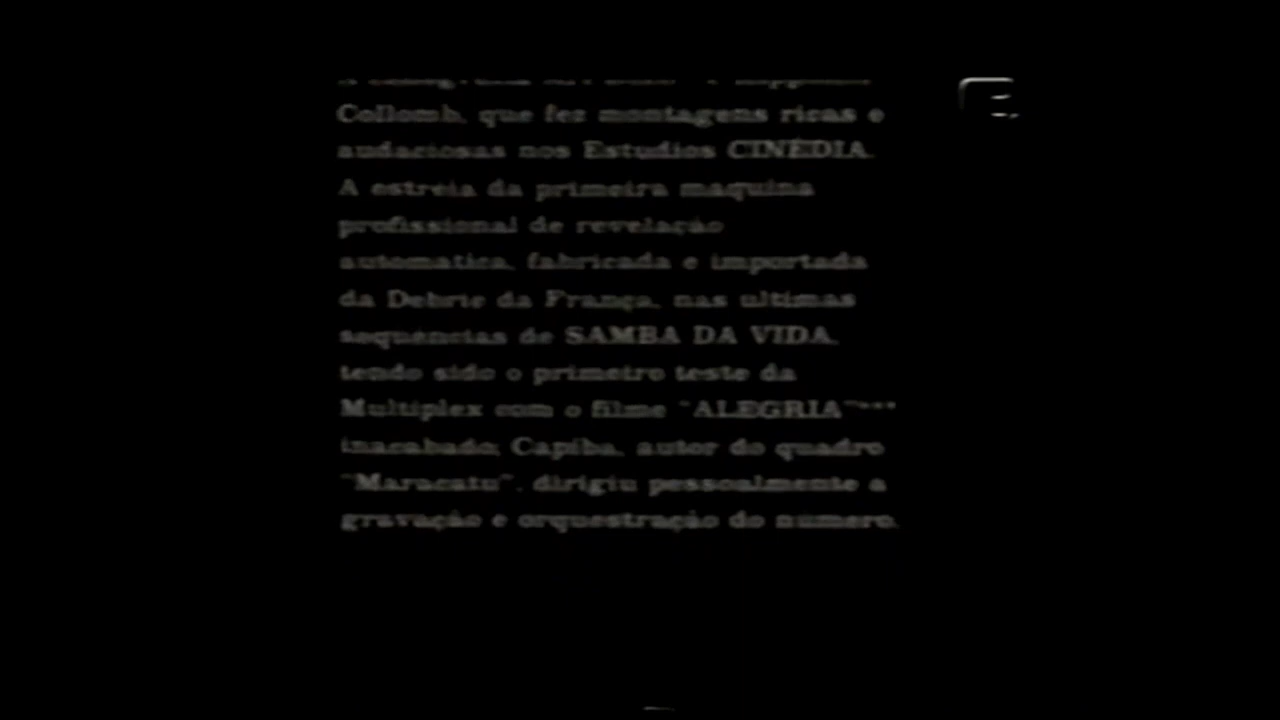 Collomb, que fez montagens ricas e
audaciosas nos Estudios CINÉDIA.
A estreia da primeira maquina
profissional de revelação
automatica, fabricada e importada
da Debrie da França, nas ultimas
sequencias de SAMBA DA VIDA,
tendo sido o primeiro teste da
Multiplex com o filme "ALEGRIA"***
inacabado; Capiba, autor do quadro
"Maracatu", dirigiu pessoalmente a
gravação e orquestração do numero.